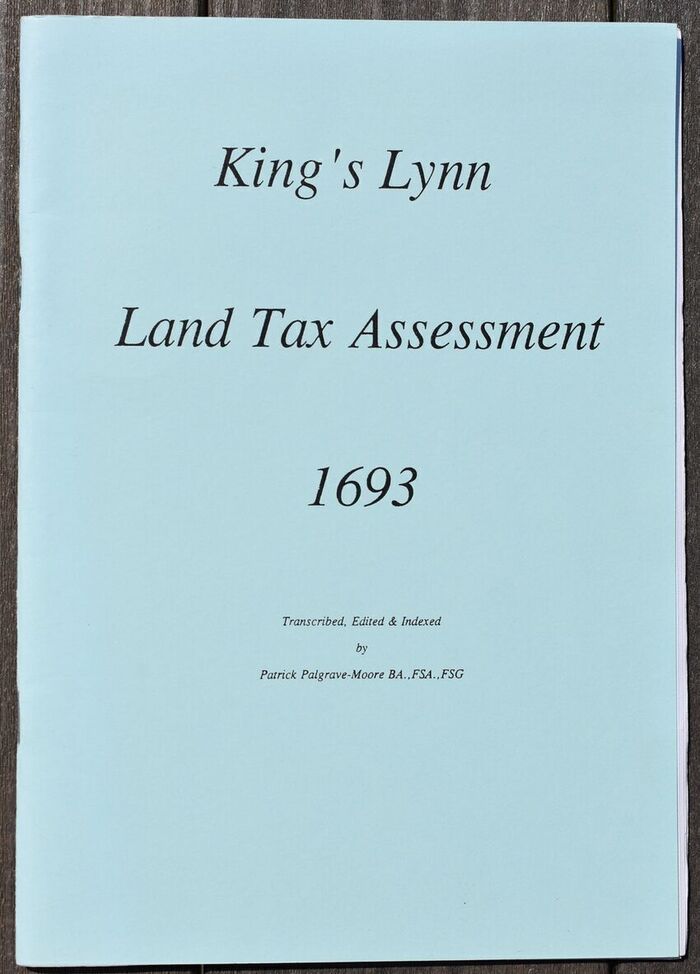 King's Lynn
Land Tax Assessment
1693
Transcribed, Edited & Indexed
by
Patrick Palgrave-Moore BA.,FSA.,FSG